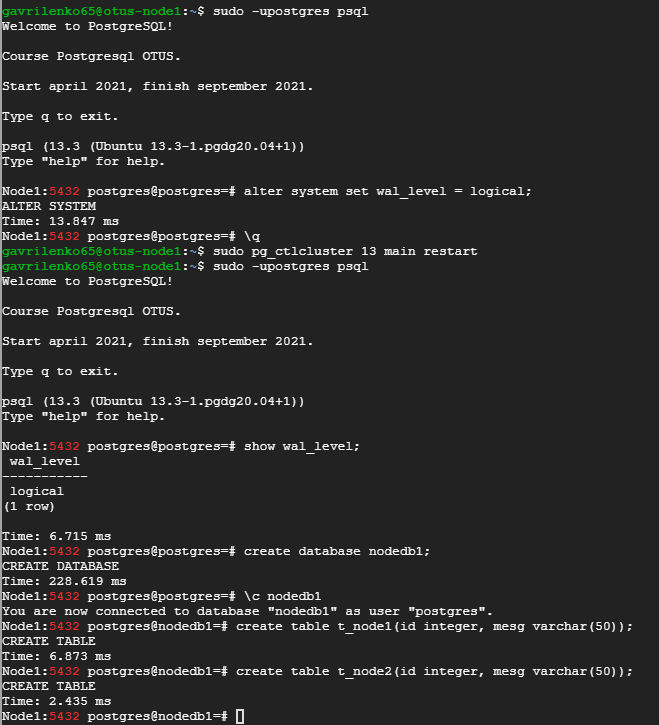 gavrilenko65@otus-node1:~$ sudo -upostgres psql
Welcome to PostgreSQL!
Course Postgresql OTUS.
Start april 2021, finish september 2021.
Type q to exit.
psql (13.3 (Ubuntu 13.3-1.pgdg20.04+1))
Type "help" for help.
Node1:5432 postgres@postgres=# alter system set wal_level = logical;
ALTER SYSTEM
Time: 13.847 ms
Node1:5432 postgres@postgres=# \q
gavrilenko65@otus-node1:~$ sudo pg_ctlcluster 13 main restart
gavrilenko65@otus-node1:~$ sudo -upostgres psql
Welcome to PostgreSQL!
Course Postgresql OTUS.
Start april 2021, finish september 2021.
Type q to exit.
psql (13.3 (Ubuntu 13.3-1.pgdg20.04+1))
Type "help" for help.
Node1:5432 postgres@postgres=# show wal_level;
wal_level
-----------
logical
(1 row)
Time: 6.715 ms
Node1:5432 postgres@postgres=# create database nodedb1;
CREATE DATABASE
Time: 228.619 ms
Node1:5432 postgres@postgres=# \c nodedb1
You are now connected to database "nodedb1" as user "postgres".
Node1:5432 postgres@nodedb1=# create table t_node1(id integer, mesg varchar(50));
CREATE TABLE
Time: 6.873 ms
Node1:5432 postgres@nodedb1=# create table t_node2(id integer, mesg varchar(50));
CREATE TABLE
Time: 2.435 ms
Node1:5432 postgres@nodedb1=#